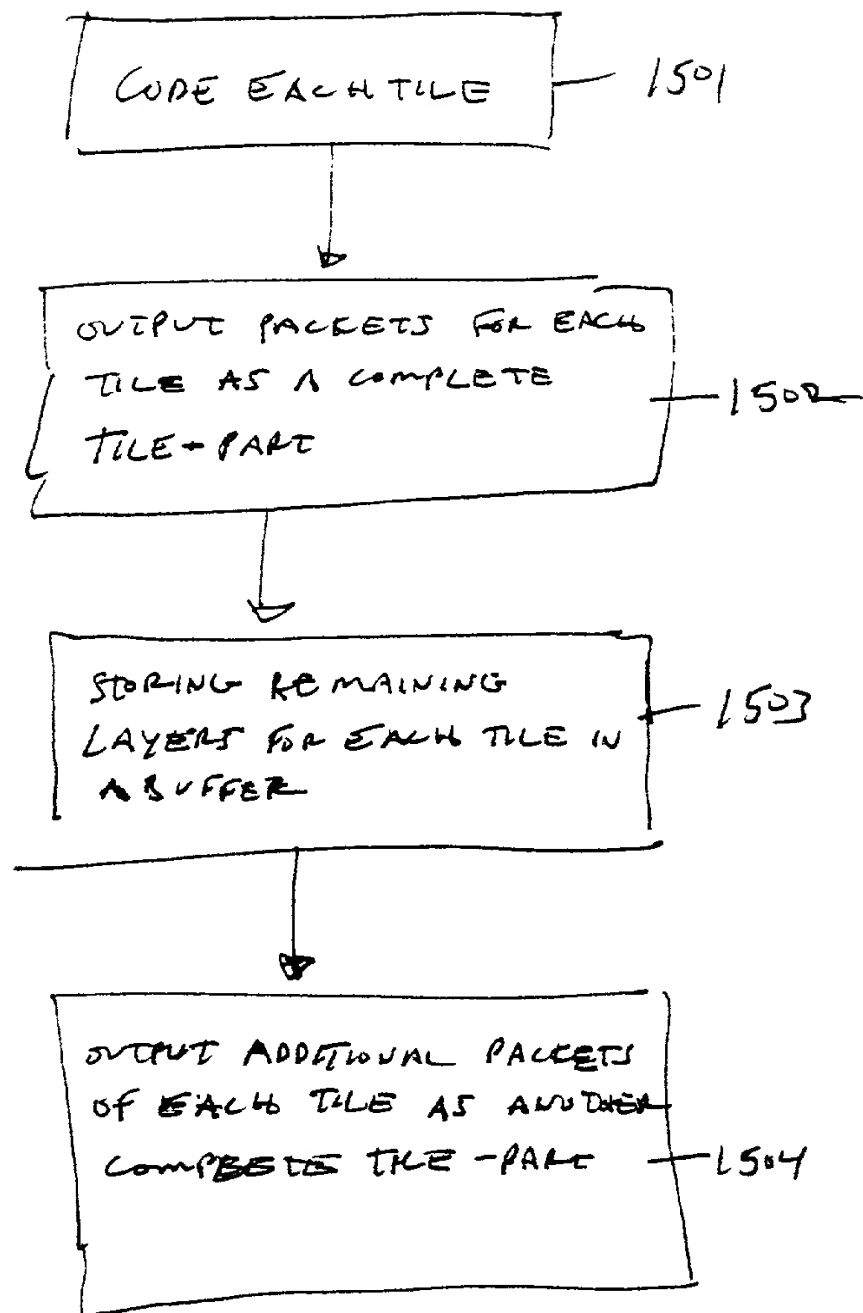 CODE EACH TILE
1501
OUTPUT PACKETS FOR EACH
TILE AS A COMPLETE
TILE-PART
1502
STORING REMAINING
LAYERS FOR EACH TILE IN
A BUFFER
1503
OUTPUT ADDITIONAL PACKETS
OF EACH TILE AS ANOTHER
COMPLETE TILE-PART
1504